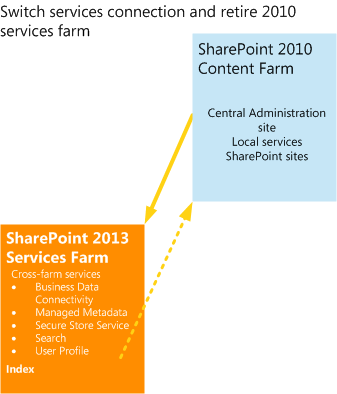 Switch services connection and retire 2010
services farm
SharePoint 2010
Content Farm
Central Administration
site
Local services
SharePoint sites
SharePoint 2013
Services Farm
Cross-farm services
• Business Data
Connectivity
• Managed Metadata
• Secure Store Service
• Search
• User Profile
Index